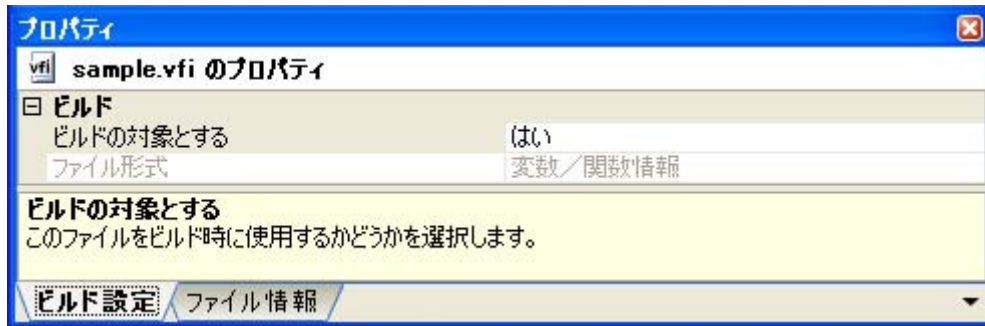 プロパティ
vfi sample.vfi のプロパティ
ビルド
ビルドの対象とする はい
ファイル形式 変数／関数情報
ビルドの対象とする
このファイルをビルド時に使用するかどうかを選択します。
ビルド設定 ファイル情報